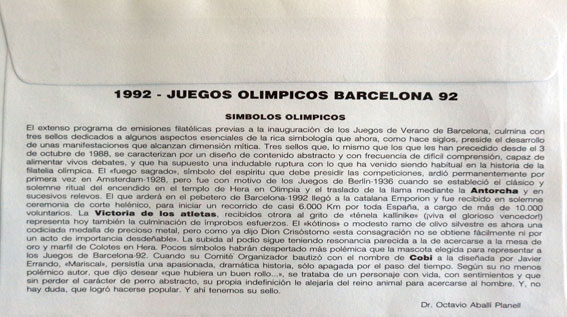 1992 - JUEGOS OLIMPICOS BARCELONA 92
SIMBOLOS OLIMPICOS
El extenso programa de emisiones filatélicas previas a la inauguración de los Juegos de Verano de Barcelona, culmina con
tres sellos dedicados a algunos aspectos esenciales de la rica simbología que ahora, como hace siglos, preside el desarrollo
de unas manifestaciones que alcanzan dimensión mítica. Tres sellos que, lo mismo que los que les han precedido desde el 3
de octubre de 1988, se caracterizan por un diseño de contenido abstracto y con frecuencia de difícil comprensión, capaz de
alimentar vivos debates, y que ha supuesto una indudable ruptura con lo que ha venido siendo habitual en la historia de la
filatelia olímpica. El «fuego sagrado», símbolo del espíritu que debe presidir las competiciones, ardió permanentemente por
primera vez en Amsterdam-1928, pero fue con motivo de los Juegos de Berlín-1936 cuando se estableció el clásico y
solemne ritual del encendido en el templo de Hera en Olimpia y el traslado de la llama mediante la Antorcha y en
sucesivos relevos. El que arderá en el pebetero de Barcelona-1992 llegó a la catalana Emporion y fue recibido en solemne
ceremonia de corte helénico, para iniciar un recorrido de casi 6.000 Km por toda España, a cargo de más de 10.000
voluntarios. La Victoria de los atletas, recibidos otrora al grito de «ténela kallinike» (¡viva el glorioso vencedor!)
representa hoy también la culminación de ímprobos esfuerzos. El «kótinos» o modesto ramo de olivo silvestre es ahora una
codiciada medalla de precioso metal, pero como ya dijo Dion Crisóstomo «esta consagración no se obtiene fácilmente ni por
un acto de importancia desdeñable». La subida al podio sigue teniendo resonancia parecida a la de acercarse a la mesa de
oro y marfil de Colotes en Hera. Pocos símbolos habrán despertado más polémica que la mascota elegida para representar a
los Juegos de Barcelona-92. Cuando su Comité Organizador bautizó con el nombre de Cobi a la diseñada por Javier
Errando, «Mariscal», persistía una apasionada, dramática historia, sólo apagada por el paso del tiempo. Según su no menos
polémico autor, que dijo desear «que hubiera un buen rollo...», se trataba de un personaje con vida, con sentimientos y que
sin perder el carácter de perro abstracto, su propia indefinición le alejaría del reino animal para acercarse al hombre. Y, no
hay duda, que logró hacerse popular. Y ahí tenemos su sello.
Dr. Octavio Aballí Planell